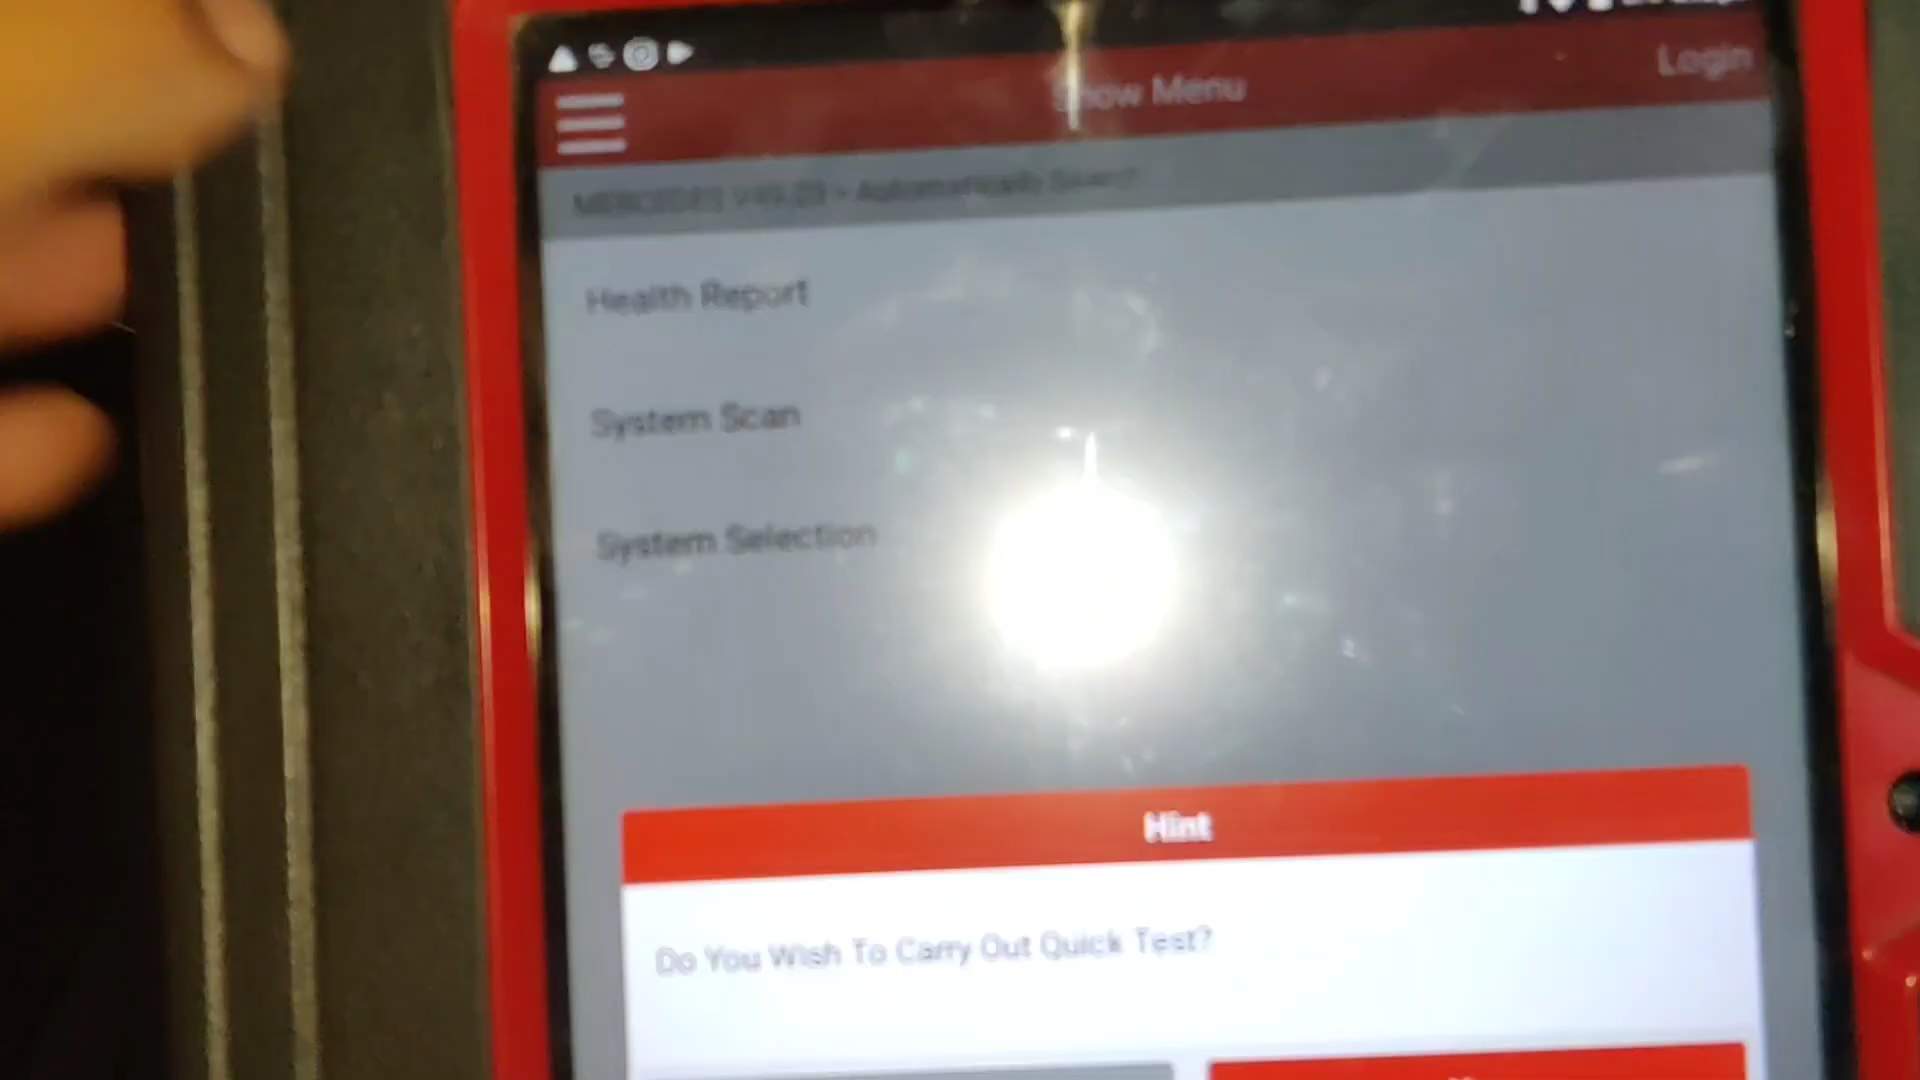 Show Menu
Login
MERCEDES V49.28 > Automatically Search
Health Report
System Scan
System Selection
Hint
Do You Wish To Carry Out Quick Test?